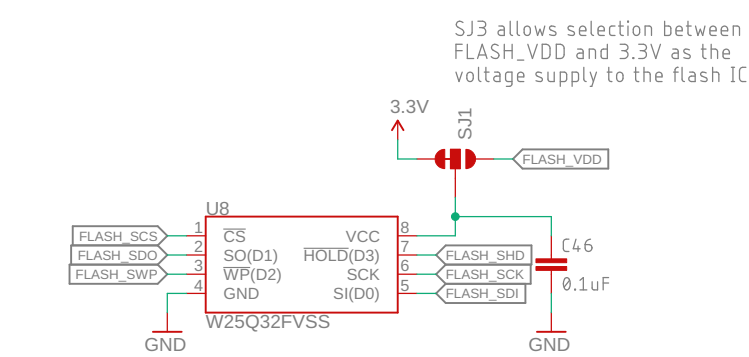 SJ3 allows selection between
FLASH_VDD and 3.3V as the
voltage supply to the flash IC
3.3V
SJ1
FLASH_VDD
U8
FLASH_SCS 1 CS VCC 8
FLASH_SDO 2 SO(D1) HOLD(D3) 7 FLASH_SHD
FLASH_SWP 3 WP(D2) SCK 6 FLASH_SCK
4 GND SI(D0) 5 FLASH_SDI
W25Q32FVSS
C46
0.1uF
GND
GND